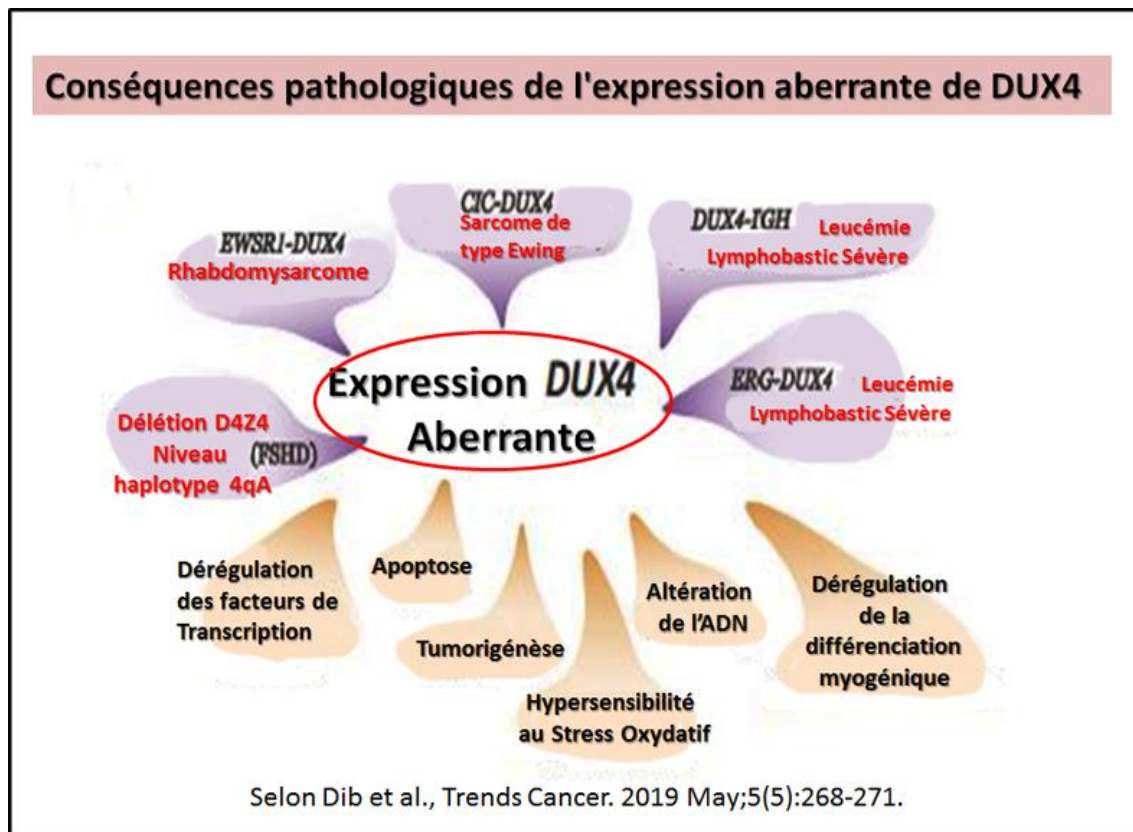 Conséquences pathologiques de l'expression aberrante de DUX4
EWSR1-DUX4
Rhabdomysarcome
CIC-DUX4
Sarcome de
type Ewing
DUX4-IGH Leucémie
Lymphobastic Sévère
Expression DUX4
Aberrante
ERG-DUX4 Leucémie
Lymphobastic Sévère
Délétion D4Z4
Niveau (FSHD)
haplotype 4qA
Dérégulation
des facteurs de
Transcription
Apoptose
Tumorigénèse
Hypersensibilité
au Stress Oxydatif
Altération
de l'ADN
Dérégulation
de la
différenciation
myogénique
Selon Dib et al., Trends Cancer. 2019 May;5(5):268-271.